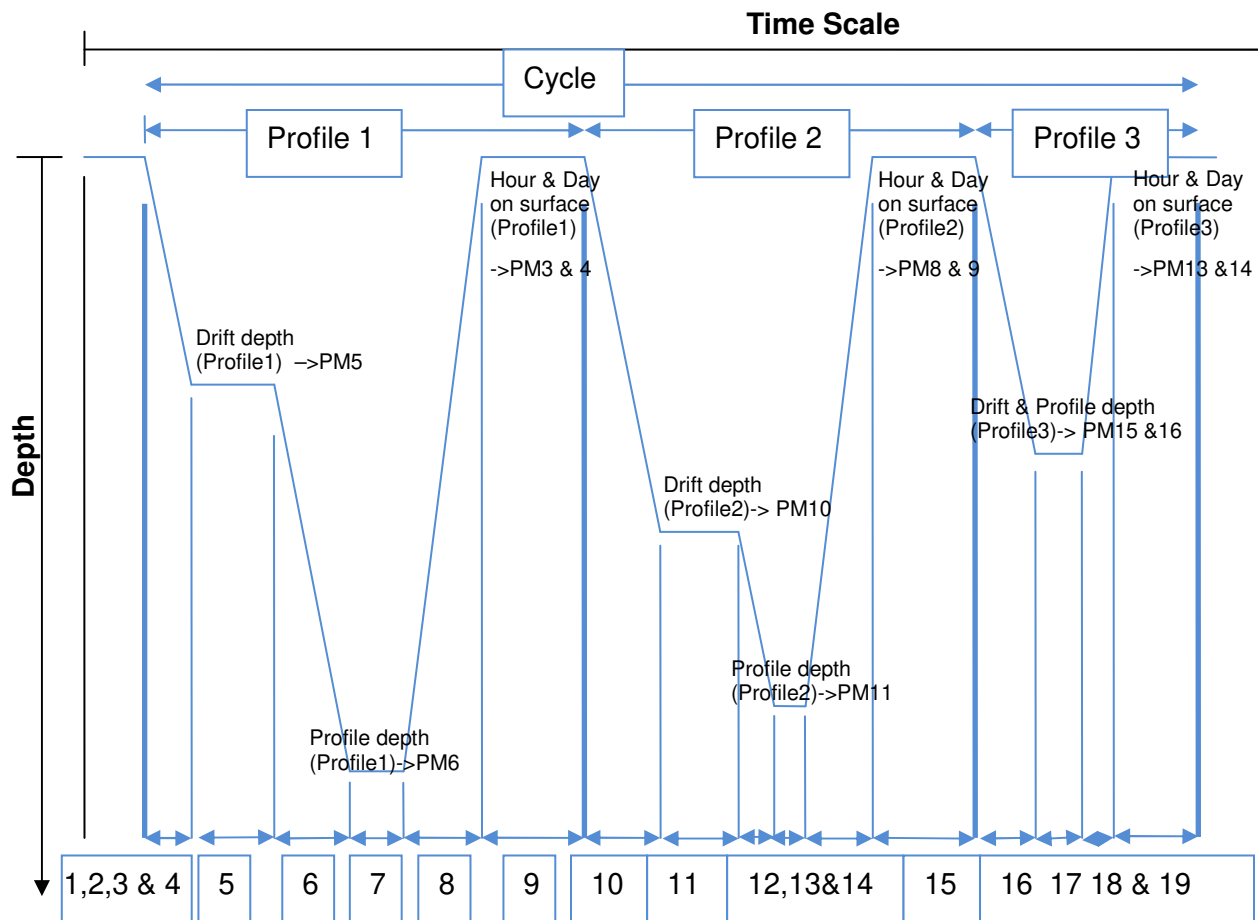 Time Scale
Cycle
Profile 1
Profile 2
Profile 3
Hour & Day
on surface
(Profile1)
->PM3 & 4
Hour & Day
on surface
(Profile2)
->PM8 & 9
Hour & Day
on surface
(Profile3)
->PM13 &14
Drift depth
(Profile1) –>PM5
Drift & Profile depth
(Profile3)-> PM15 &16
Depth
Drift depth
(Profile2)-> PM10
Profile depth
(Profile2)->PM11
Profile depth
(Profile1)->PM6
1,2,3 & 4 5 6 7 8 9 10 11 12,13&14 15 16 17 18 & 19